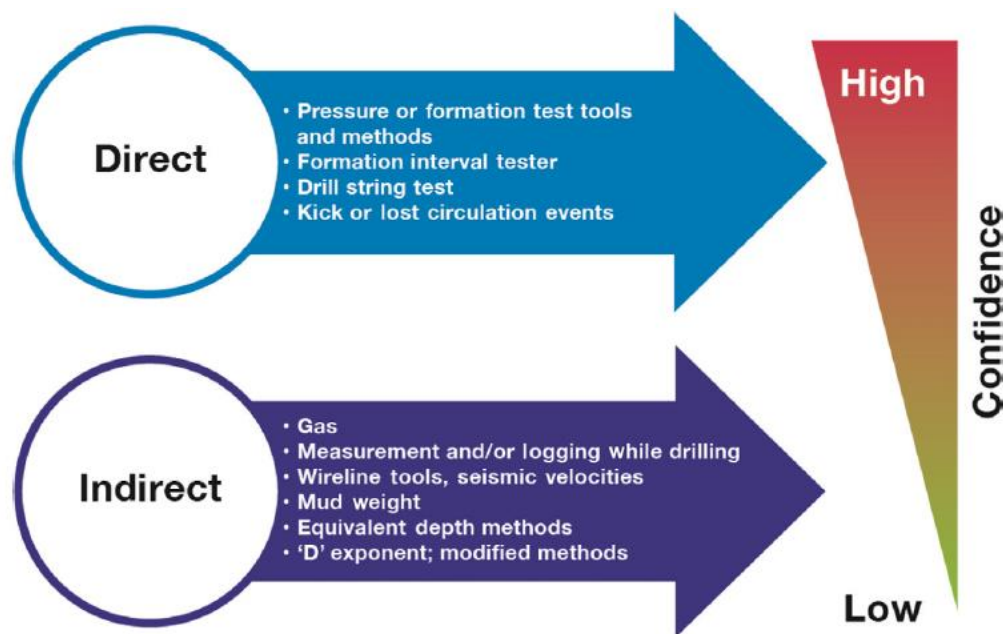 Direct
• Pressure or formation test tools
and methods
• Formation interval tester
• Drill string test
• Kick or lost circulation events
High
Confidence
Indirect
• Gas
• Measurement and/or logging while drilling
• Wireline tools, seismic velocities
• Mud weight
• Equivalent depth methods
• ‘D’ exponent; modified methods
Low